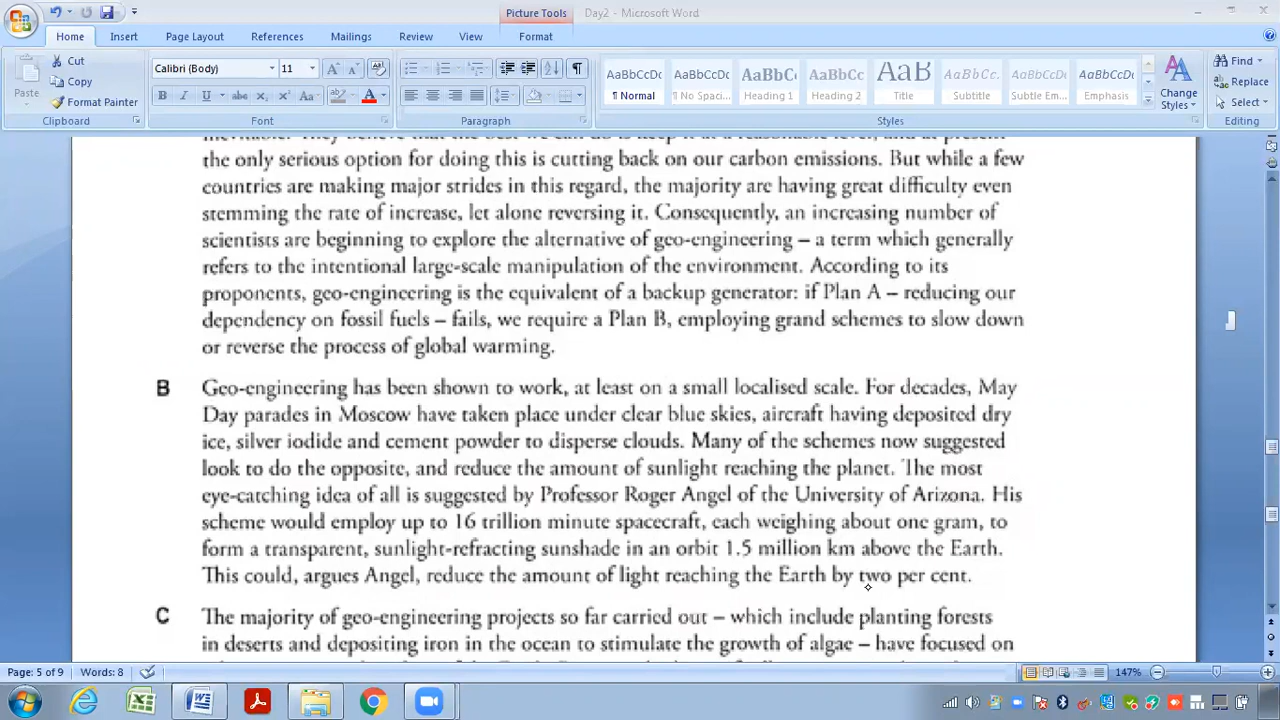 Picture Tools
Day2 - Microsoft Word
Home Insert Page Layout References Mailings Review View Format
Paste
Cut
Copy
Format Painter
Clipboard
Calibri (Body) 11
Font
Paragraph
AaBbCcDc AaBbCcDc AaBbC AaBbCc AaB AaBbCc. AaBbCcDc AaBbCcDc
¶ Normal ¶ No Spaci... Heading 1 Heading 2 Title Subtitle Subtle Em... Emphasis
Change Styles
Styles
Find
Replace
Select
Editing
the only serious option for doing this is cutting back on our carbon emissions. But while a few
countries are making major strides in this regard, the majority are having great difficulty even
stemming the rate of increase, let alone reversing it. Consequently, an increasing number of
scientists are beginning to explore the alternative of geo-engineering – a term which generally
refers to the intentional large-scale manipulation of the environment. According to its
proponents, geo-engineering is the equivalent of a backup generator: if Plan A – reducing our
dependency on fossil fuels – fails, we require a Plan B, employing grand schemes to slow down
or reverse the process of global warming.
B Geo-engineering has been shown to work, at least on a small localised scale. For decades, May
Day parades in Moscow have taken place under clear blue skies, aircraft having deposited dry
ice, silver iodide and cement powder to disperse clouds. Many of the schemes now suggested
look to do the opposite, and reduce the amount of sunlight reaching the planet. The most
eye-catching idea of all is suggested by Professor Roger Angel of the University of Arizona. His
scheme would employ up to 16 trillion minute spacecraft, each weighing about one gram, to
form a transparent, sunlight-refracting sunshade in an orbit 1.5 million km above the Earth.
This could, argues Angel, reduce the amount of light reaching the Earth by two per cent.
C The majority of geo-engineering projects so far carried out – which include planting forests
in deserts and depositing iron in the ocean to stimulate the growth of algae – have focused on
Page: 5 of 9 Words: 8 147%